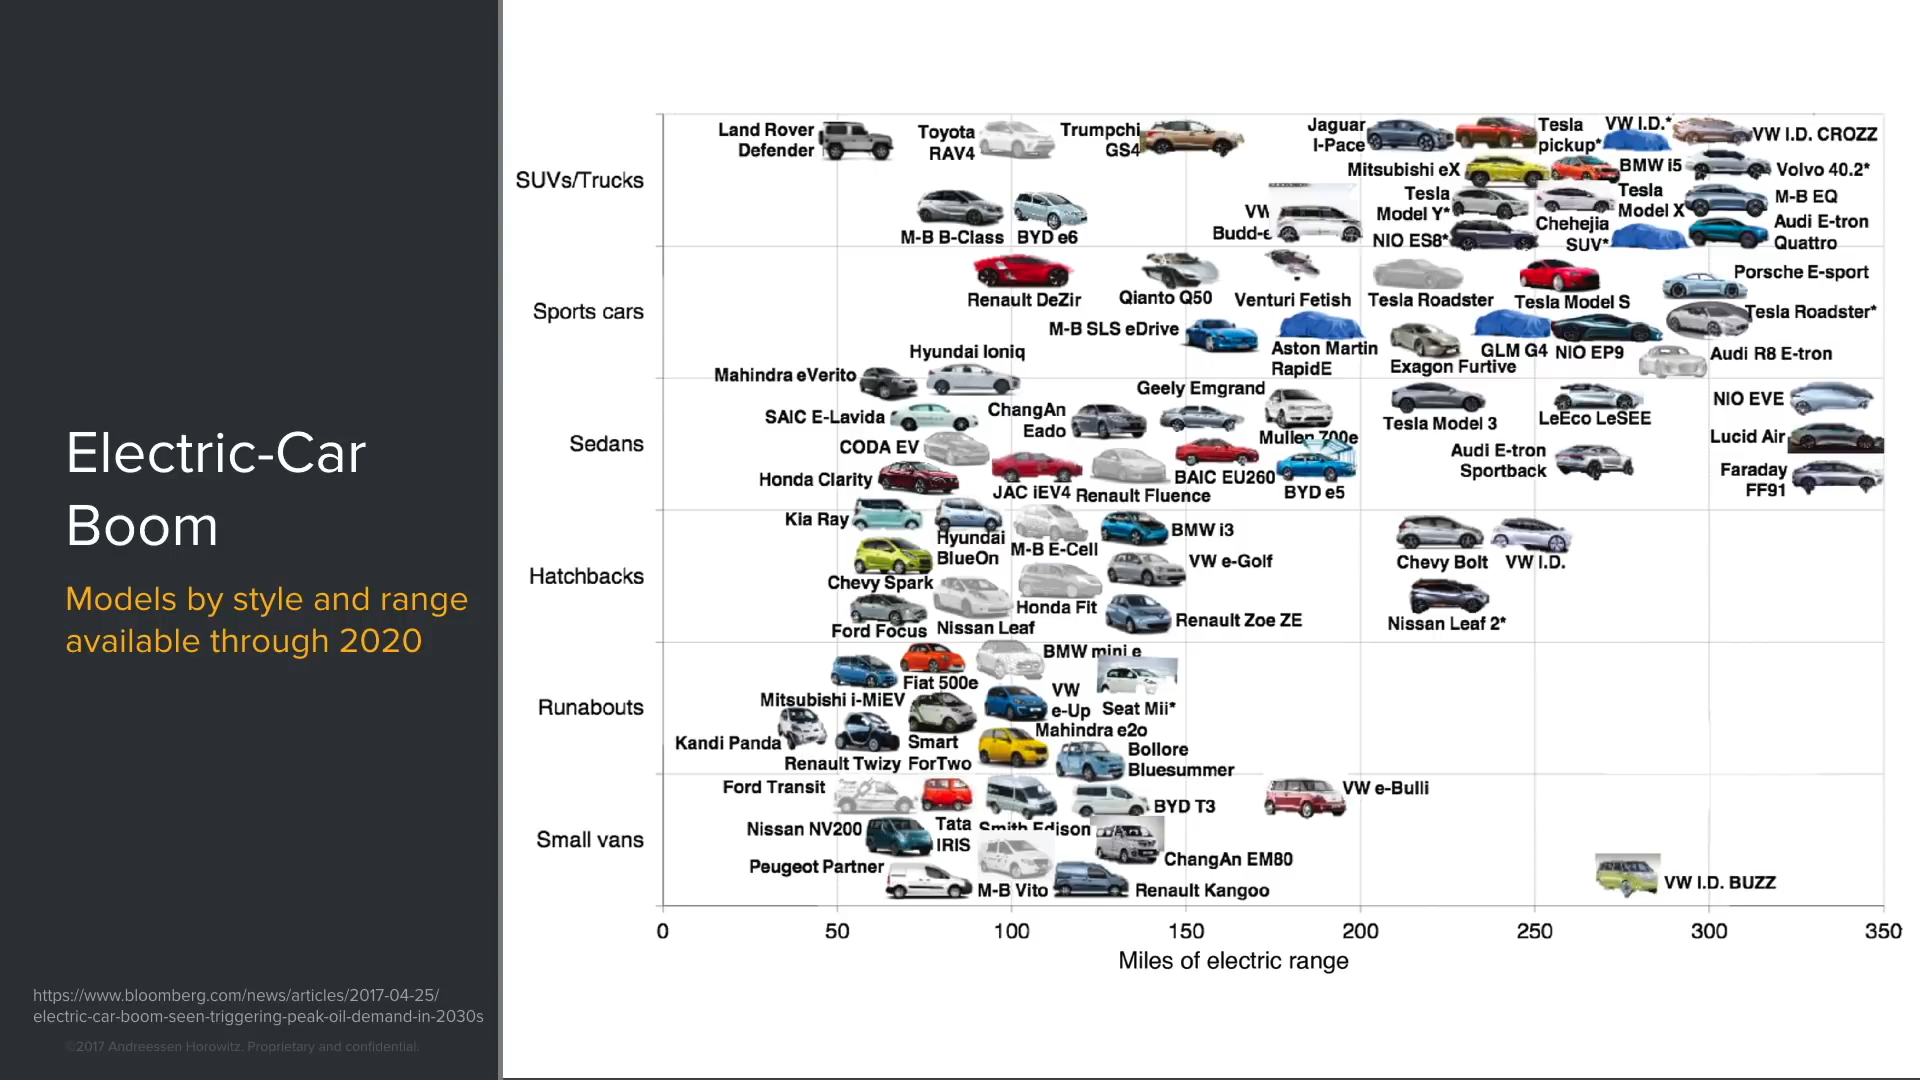 Electric-Car
Boom
Models by style and range
available through 2020
https://www.bloomberg.com/news/articles/2017-04-25/
electric-car-boom-seen-triggering-peak-oil-demand-in-2030s
©2017 Andreessen Horowitz. Proprietary and confidential.
SUVs/Trucks
Land Rover
Defender
Toyota
RAV4
Trumpchi
GS4
Jaguar
I-Pace
Tesla
pickup*
VW I.D.*
VW I.D. CROZZ
Mitsubishi eX
BMW i5
Volvo 40.2*
Tesla
Model Y*
Tesla
Model X
M-B EQ
M-B B-Class
BYD e6
VW
Budd-e
NIO ES8*
Chehejia
SUV*
Audi E-tron
Quattro
Sports cars
Renault DeZir
Qianto Q50
Venturi Fetish
Tesla Roadster
Tesla Model S
Porsche E-sport
M-B SLS eDrive
Aston Martin
RapidE
Exagon Furtive
GLM G4
NIO EP9
Tesla Roadster*
Audi R8 E-tron
Sedans
Hyundai Ioniq
Mahindra eVerito
SAIC E-Lavida
ChangAn
Eado
Geely Emgrand
Mullen 700e
Tesla Model 3
LeEco LeSEE
NIO EVE
CODA EV
Honda Clarity
JAC iEV4
Renault Fluence
BAIC EU260
BYD e5
Audi E-tron
Sportback
Lucid Air
Faraday
FF91
Hatchbacks
Kia Ray
Hyundai
BlueOn
M-B E-Cell
BMW i3
Chevy Bolt
VW I.D.
Chevy Spark
Honda Fit
VW e-Golf
Ford Focus
Nissan Leaf
Renault Zoe ZE
Nissan Leaf 2*
Runabouts
Mitsubishi i-MiEV
Fiat 500e
BMW mini e
VW
e-Up
Seat Mii*
Kandi Panda
Renault Twizy
Smart
ForTwo
Mahindra e2o
Bollore
Bluesummer
Small vans
Ford Transit
Tata
IRIS
Smith Edison
BYD T3
VW e-Bulli
Nissan NV200
ChangAn EM80
Peugeot Partner
M-B Vito
Renault Kangoo
VW I.D. BUZZ
0 50 100 150 200 250 300 350
Miles of electric range